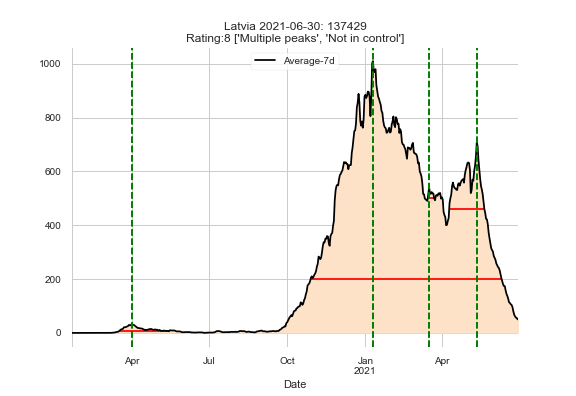 Latvia 2021-06-30: 137429
Rating:8 ['Multiple peaks', 'Not in control']
Average-7d
1000
800
600
400
200
0
Apr Jul Oct Jan Apr
2021
Date